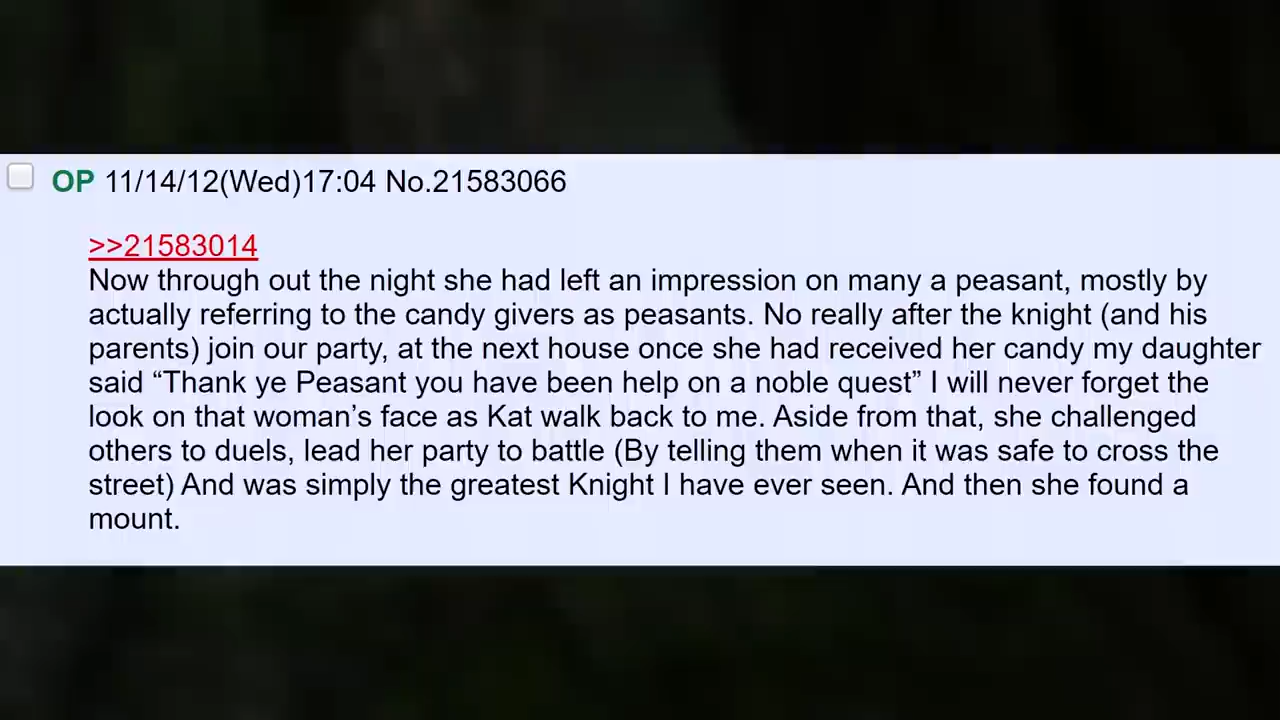 OP 11/14/12(Wed)17:04 No.21583066
>>21583014
Now through out the night she had left an impression on many a peasant, mostly by
actually referring to the candy givers as peasants. No really after the knight (and his
parents) join our party, at the next house once she had received her candy my daughter
said “Thank ye Peasant you have been help on a noble quest” I will never forget the
look on that woman’s face as Kat walk back to me. Aside from that, she challenged
others to duels, lead her party to battle (By telling them when it was safe to cross the
street) And was simply the greatest Knight I have ever seen. And then she found a
mount.